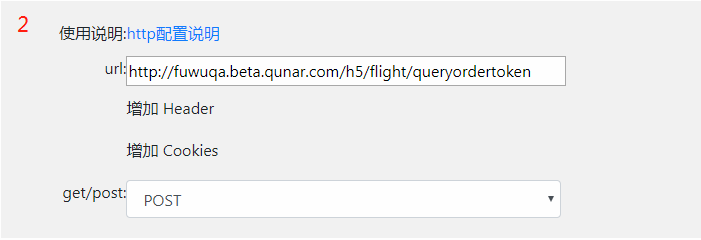 2
使用说明:http配置说明
url:http://fuwuqa.beta.qunar.com/h5/flight/queryordertoken
增加 Header
增加 Cookies
get/post: POST